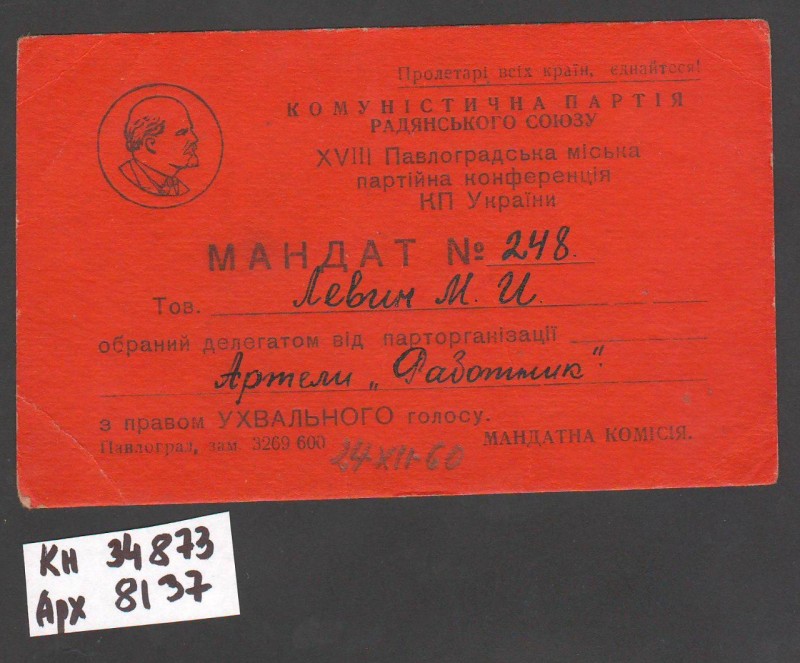 Пролетарі всіх країн, єднайтеся!
КОМУНІСТИЧНА ПАРТІЯ
РАДЯНСЬКОГО СОЮЗУ
XVIII Павлоградська міська
партійна конференція
КП України
МАНДАТ № 248.
Тов. Левин М. И.
обраний делегатом від парторганізації
Артели „Работник".
з правом УХВАЛЬНОГО голосу.
Павлоград, зам. 3269 600 МАНДАТНА КОМІСІЯ.
24-XII-60
КН 34873
Арх 8137